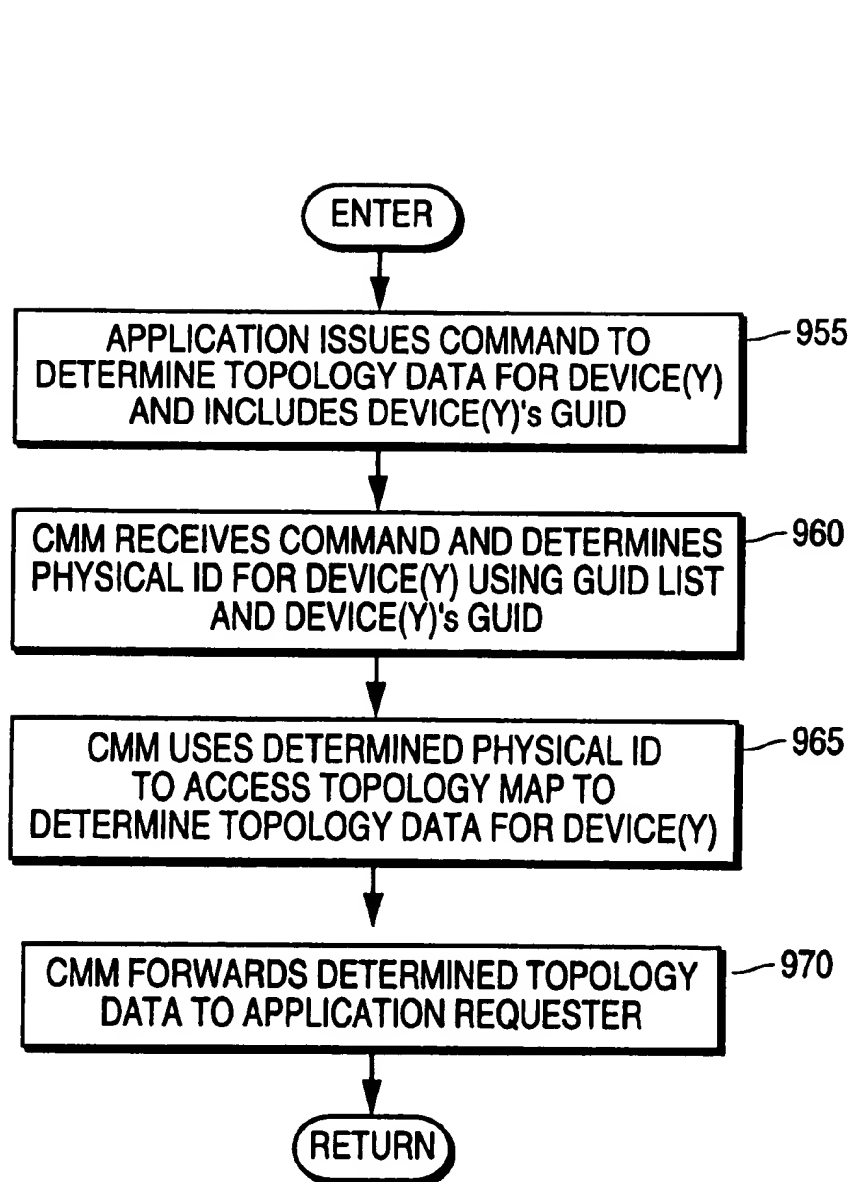 ENTER
APPLICATION ISSUES COMMAND TO
DETERMINE TOPOLOGY DATA FOR DEVICE(Y)
AND INCLUDES DEVICE(Y)'s GUID
955
CMM RECEIVES COMMAND AND DETERMINES
PHYSICAL ID FOR DEVICE(Y) USING GUID LIST
AND DEVICE(Y)'s GUID
960
CMM USES DETERMINED PHYSICAL ID
TO ACCESS TOPOLOGY MAP TO
DETERMINE TOPOLOGY DATA FOR DEVICE(Y)
965
CMM FORWARDS DETERMINED TOPOLOGY
DATA TO APPLICATION REQUESTER
970
RETURN